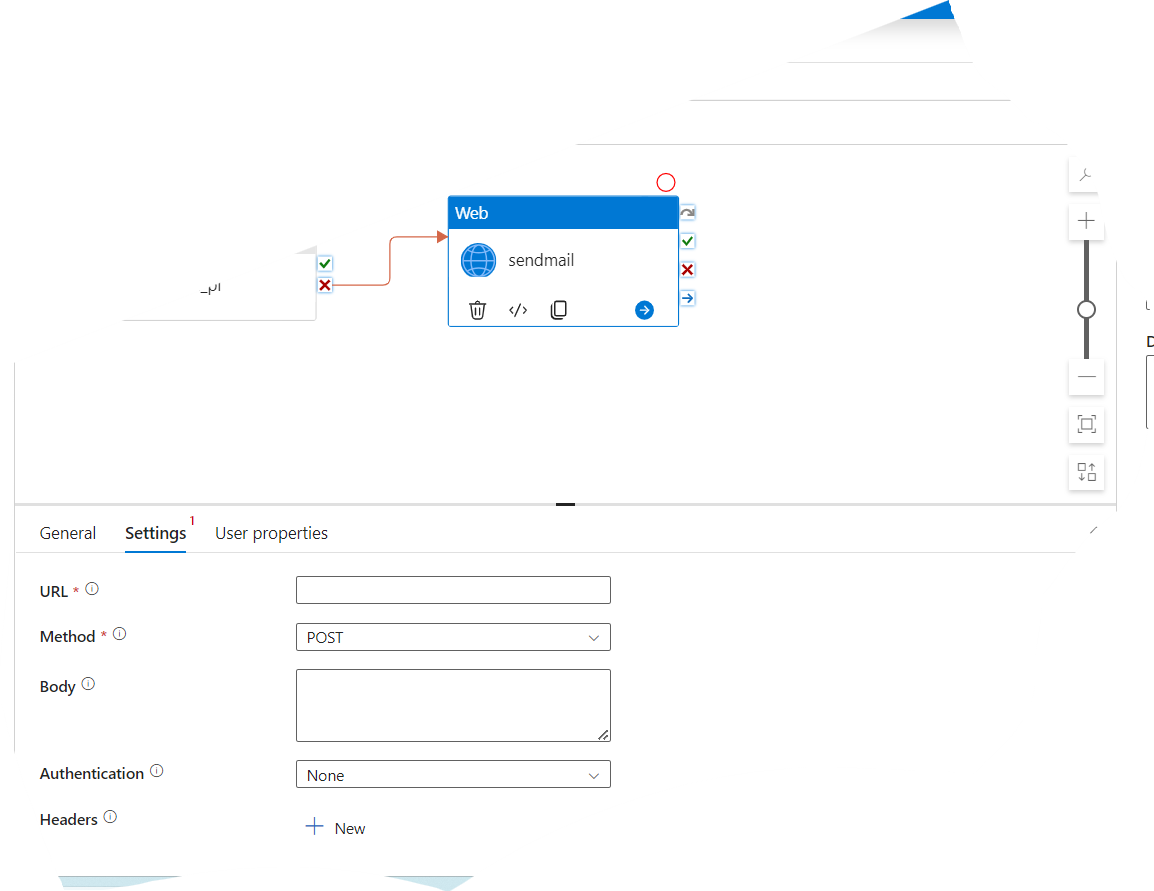 Web
sendmail
General
Settings 1
User properties
URL *
Method *
POST
Body
Authentication
None
Headers
New